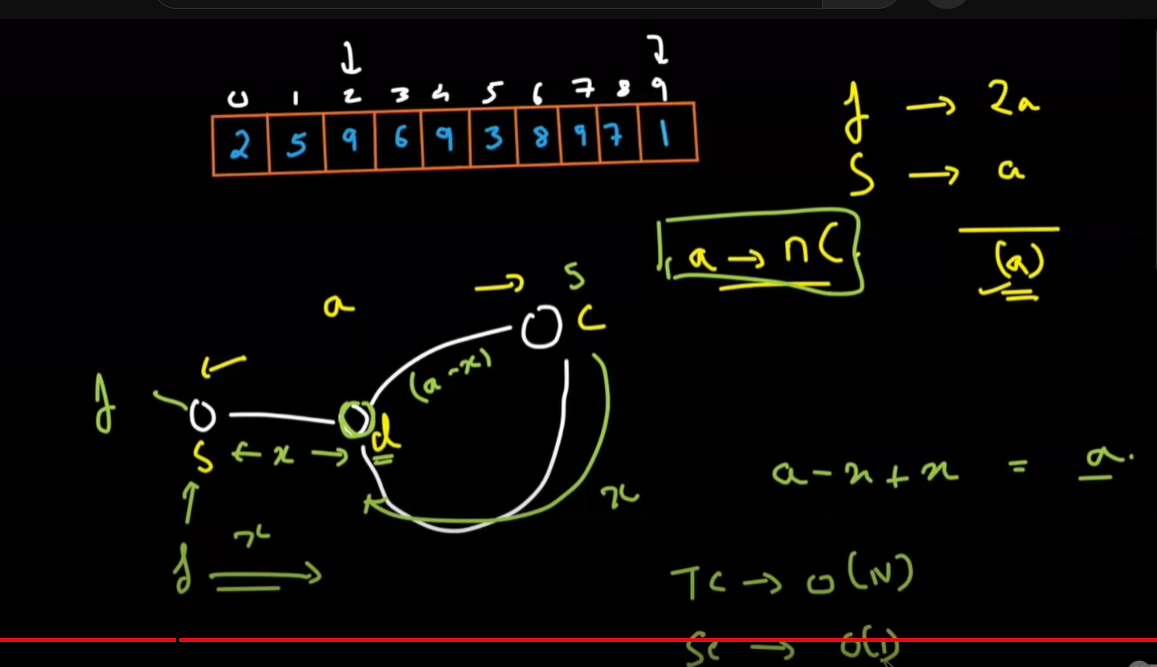 0 1 2 3 4 5 6 7 8 9
2 5 9 6 9 3 8 9 7 1
f → 2a
S → a
(a)
a → nC
a
S
C
(a-x)
f
S
← x →
d
x
x
f
a-x+x = a.
TC → O(N)
SC → O(1)